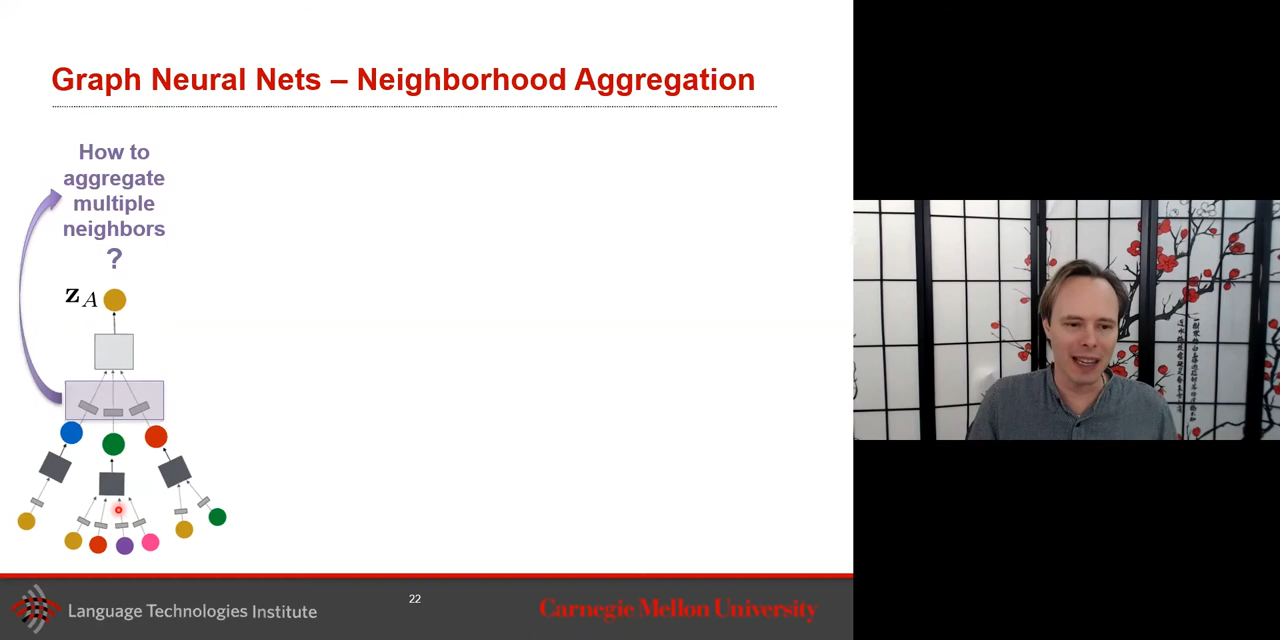 Graph Neural Nets – Neighborhood Aggregation
How to
aggregate
multiple
neighbors
?
z_A
Language Technologies Institute
22
Carnegie Mellon University